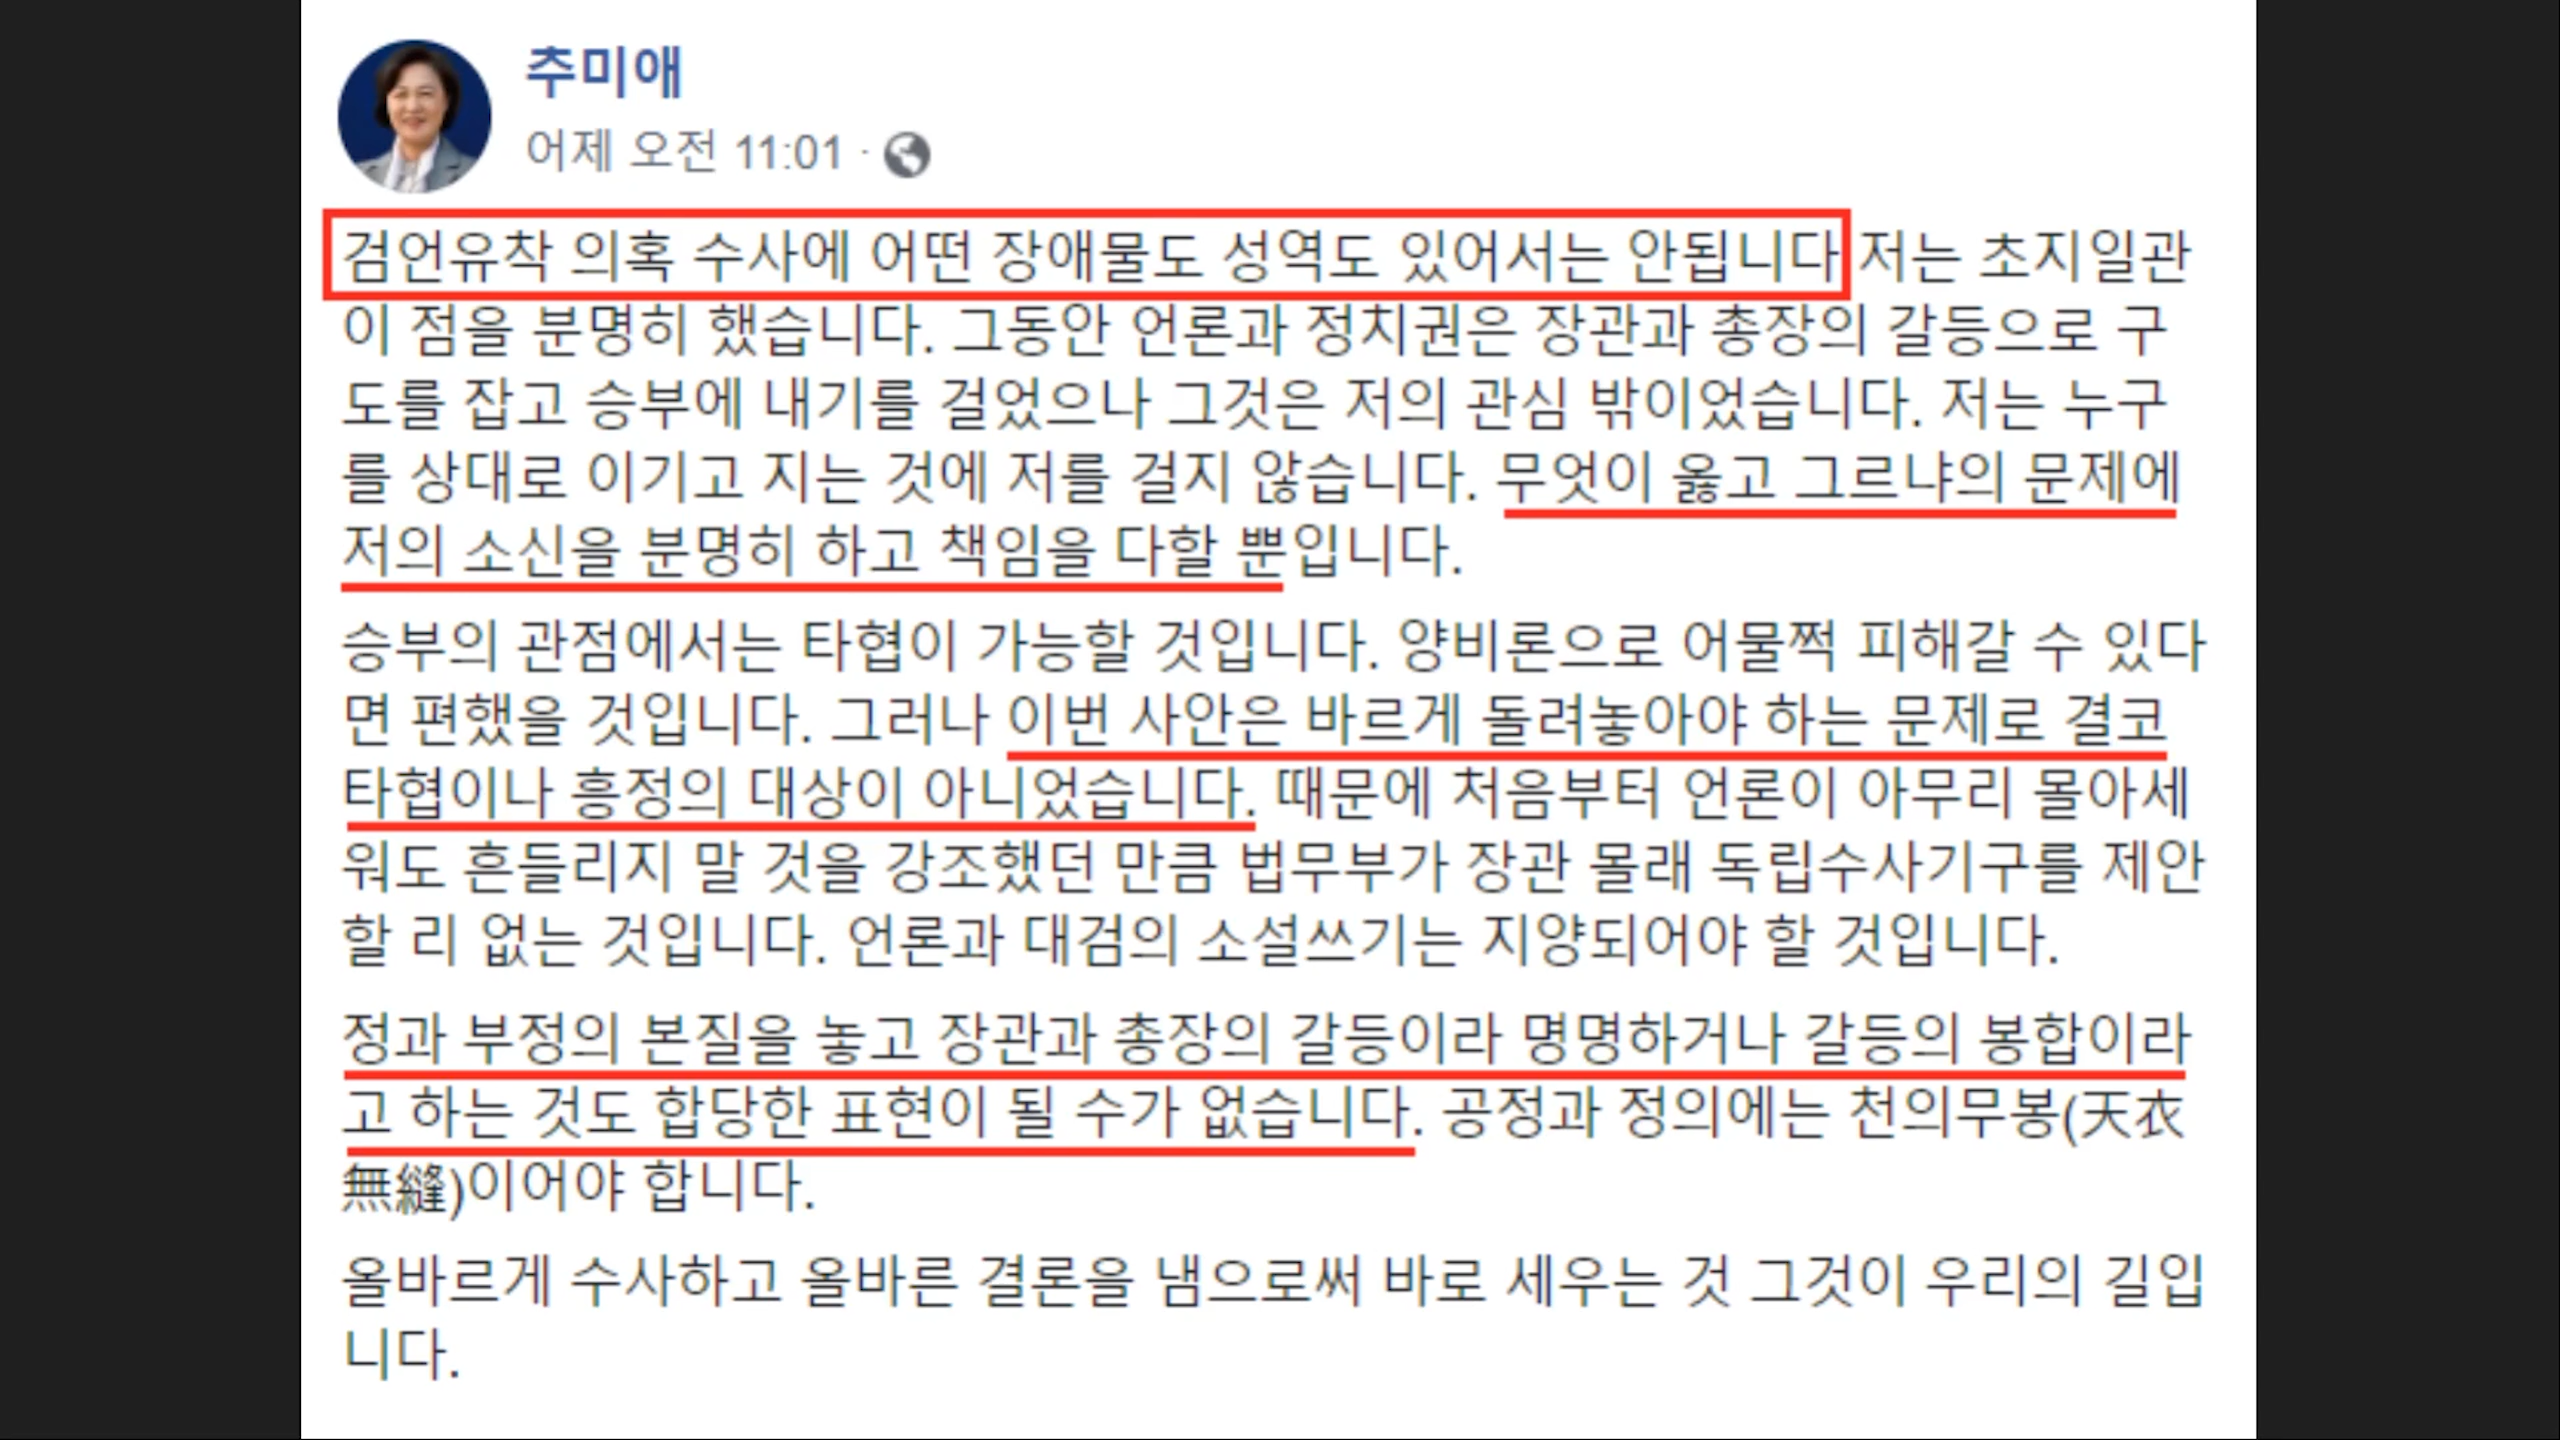 추미애
어제 오전 11:01 ·
검언유착 의혹 수사에 어떤 장애물도 성역도 있어서는 안됩니다 저는 초지일관
이 점을 분명히 했습니다. 그동안 언론과 정치권은 장관과 총장의 갈등으로 구
도를 잡고 승부에 내기를 걸었으나 그것은 저의 관심 밖이었습니다. 저는 누구
를 상대로 이기고 지는 것에 저를 걸지 않습니다. 무엇이 옳고 그르냐의 문제에
저의 소신을 분명히 하고 책임을 다할 뿐입니다.
승부의 관점에서는 타협이 가능할 것입니다. 양비론으로 어물쩍 피해갈 수 있다
면 편했을 것입니다. 그러나 이번 사안은 바르게 돌려놓아야 하는 문제로 결코
타협이나 흥정의 대상이 아니었습니다. 때문에 처음부터 언론이 아무리 몰아세
워도 흔들리지 말 것을 강조했던 만큼 법무부가 장관 몰래 독립수사기구를 제안
할 리 없는 것입니다. 언론과 대검의 소설쓰기는 지양되어야 할 것입니다.
정과 부정의 본질을 놓고 장관과 총장의 갈등이라 명명하거나 갈등의 봉합이라
고 하는 것도 합당한 표현이 될 수가 없습니다. 공정과 정의에는 천의무봉(天衣
無縫)이어야 합니다.
올바르게 수사하고 올바른 결론을 냄으로써 바로 세우는 것 그것이 우리의 길입
니다.